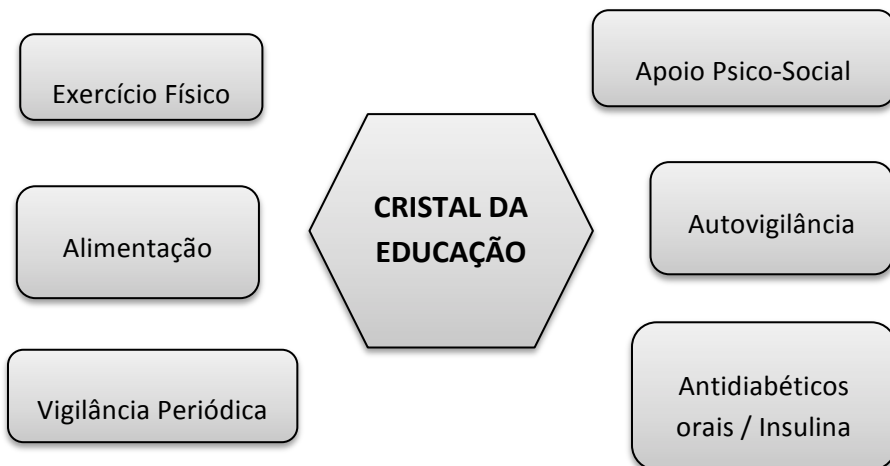 Exercício Físico
Alimentação
Vigilância Periódica
CRISTAL DA
EDUCAÇÃO
Apoio Psico-Social
Autovigilância
Antidiabéticos
orais / Insulina